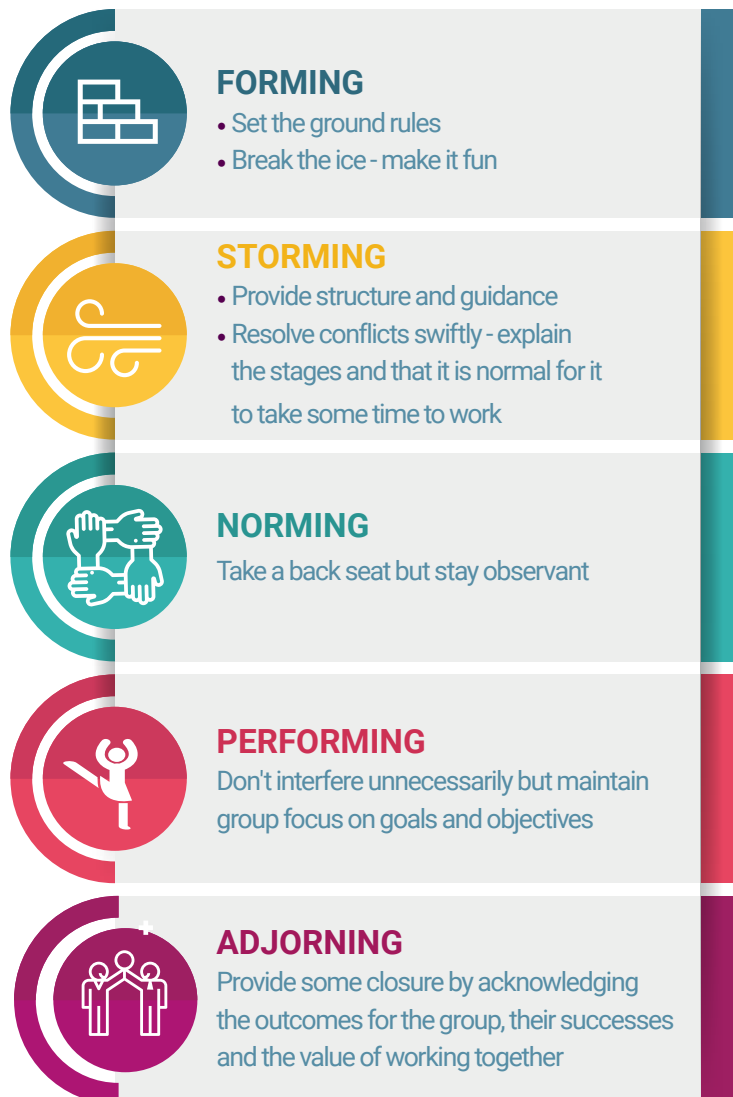 FORMING
• Set the ground rules
• Break the ice - make it fun
STORMING
• Provide structure and guidance
• Resolve conflicts swiftly - explain
the stages and that it is normal for it
to take some time to work
NORMING
Take a back seat but stay observant
PERFORMING
Don't interfere unnecessarily but maintain
group focus on goals and objectives
ADJORNING
Provide some closure by acknowledging
the outcomes for the group, their successes
and the value of working together